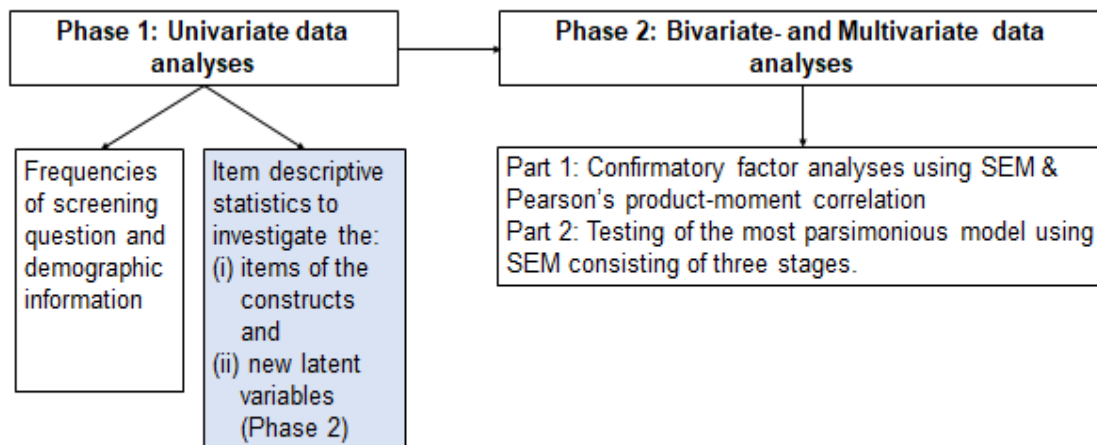 Phase 1: Univariate data
analyses
Phase 2: Bivariate- and Multivariate data
analyses
Frequencies
of screening
question and
demographic
information
Item descriptive
statistics to
investigate the:
(i) items of the
constructs
and
(ii) new latent
variables
(Phase 2)
Part 1: Confirmatory factor analyses using SEM &
Pearson's product-moment correlation
Part 2: Testing of the most parsimonious model using
SEM consisting of three stages.